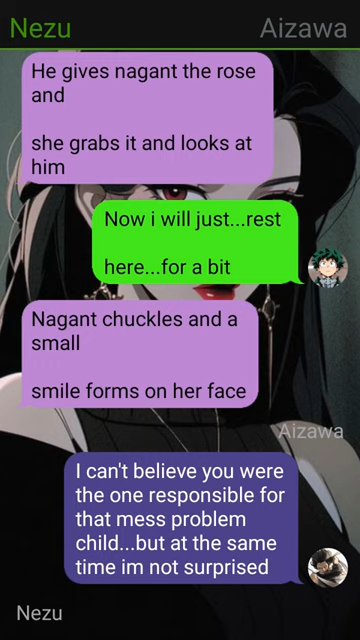 Nezu Aizawa
He gives nagant the rose
and
she grabs it and looks at
him
Now i will just...rest
here...for a bit
Nagant chuckles and a
small
smile forms on her face
Aizawa
I can't believe you were
the one responsible for
that mess problem
child...but at the same
time im not surprised
Nezu